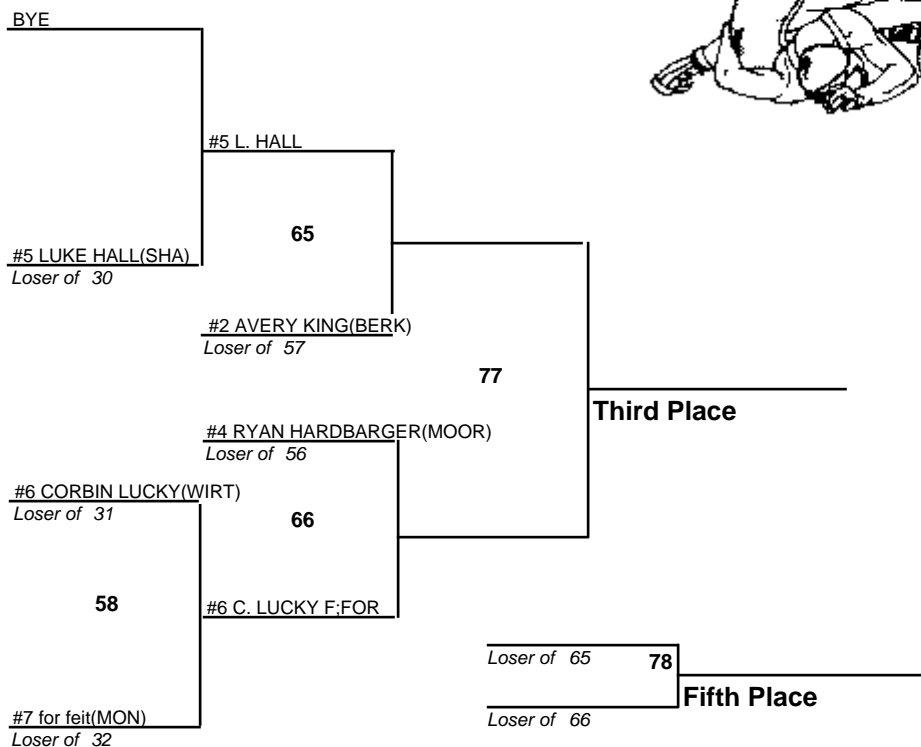 BYE
#5 L. HALL
65
#5 LUKE HALL(SHA)
Loser of 30
#2 AVERY KING(BERK)
Loser of 57
77
Third Place
#4 RYAN HARDBARGER(MOOR)
Loser of 56
#6 CORBIN LUCKY(WIRT)
Loser of 31
66
58
#6 C. LUCKY F;FOR
Loser of 65
78
Fifth Place
#7 for feit(MON)
Loser of 66
Loser of 32